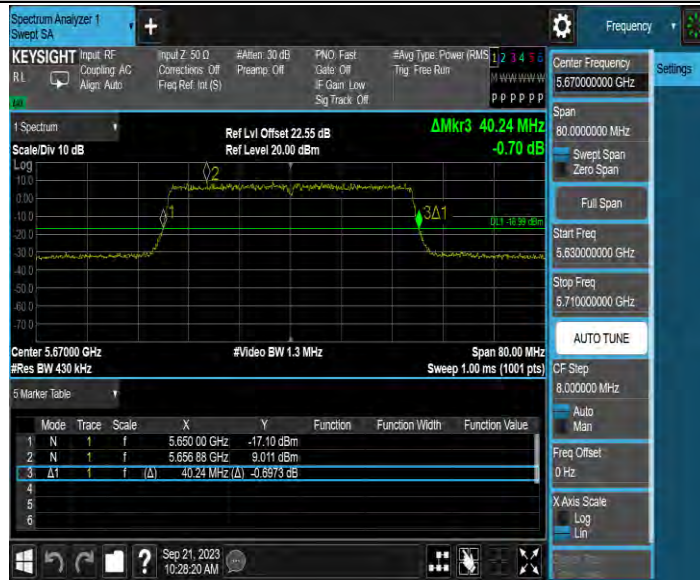 Spectrum Analyzer 1
Swept SA
+
Frequency
KEYSIGHT
RL
Input: RF
Coupling: AC
Align: Auto
Input Z: 50 Ω
Corrections: Off
Freq Ref: Int (S)
#Atten: 30 dB
Preamp: Off
PNO: Fast
Gate: Off
IF Gain: Low
Sig Track: Off
#Avg Type: Power (RMS
Trig: Free Run
1 2 3 4 5 6
M W W W W W
P P P P P P
Center Frequency
5.670000000 GHz
Settings
Span
80.0000000 MHz
Swept Span
Zero Span
Full Span
Start Freq
5.630000000 GHz
Stop Freq
5.710000000 GHz
AUTO TUNE
CF Step
8.000000 MHz
Auto
Man
Freq Offset
0 Hz
X Axis Scale
Log
Lin
1 Spectrum
Scale/Div 10 dB
Ref Lvl Offset 22.55 dB
Ref Level 20.00 dBm
ΔMkr3 40.24 MHz
-0.70 dB
Log
10.0
0.00
-10.0
-20.0
-30.0
-40.0
-50.0
-60.0
-70.0
1
2
3Δ1
DL1 -16.99 dBm
Center 5.67000 GHz
#Res BW 430 kHz
#Video BW 1.3 MHz
Span 80.00 MHz
Sweep 1.00 ms (1001 pts)
5 Marker Table
Mode Trace Scale X Y Function Function Width Function Value
1 N 1 f 5.650 00 GHz -17.10 dBm
2 N 1 f 5.656 88 GHz 9.011 dBm
3 Δ1 1 f (Δ) 40.24 MHz (Δ) -0.6973 dB
4
5
6
?
Sep 21, 2023
10:28:20 AM